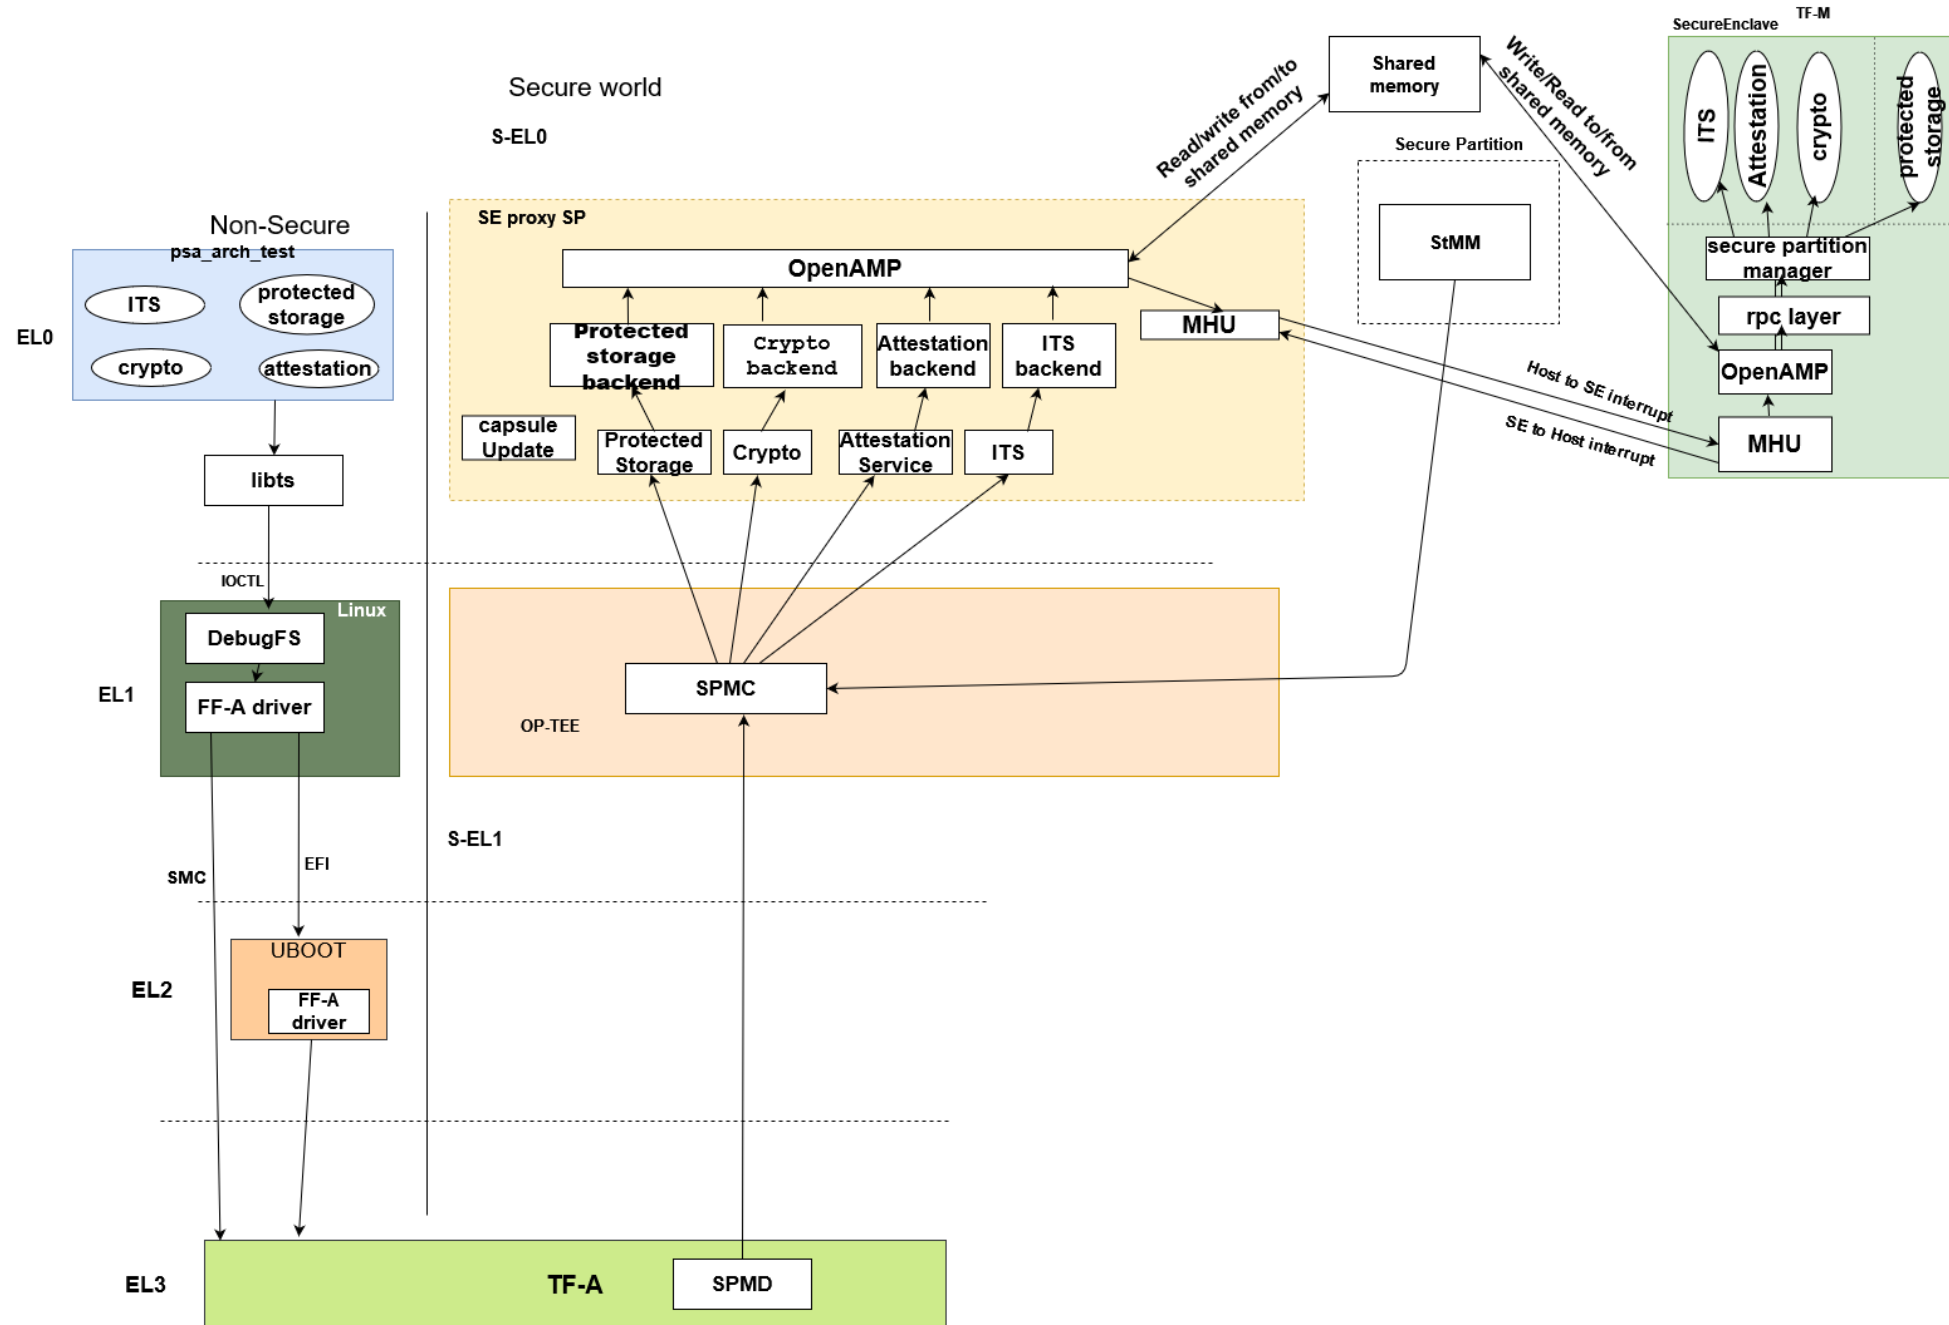 TF-M
SecureEnclave
ITS
Attestation
crypto
protected
storage
secure partition
manager
rpc layer
OpenAMP
MHU
Shared
memory
Write/Read to/from
shared memory
Read/write from/to
shared memory
Secure Partition
StMM
Host to SE interrupt
SE to Host interrupt
Secure world
S-EL0
SE proxy SP
OpenAMP
MHU
Protected
storage
backend
Crypto
backend
Attestation
backend
ITS
backend
capsule
Update
Protected
Storage
Crypto
Attestation
Service
ITS
Non-Secure
psa_arch_test
ITS
protected
storage
crypto
attestation
EL0
libts
IOCTL
Linux
DebugFS
FF-A driver
EL1
SPMC
OP-TEE
S-EL1
SMC
EFI
UBOOT
FF-A
driver
EL2
EL3
TF-A
SPMD